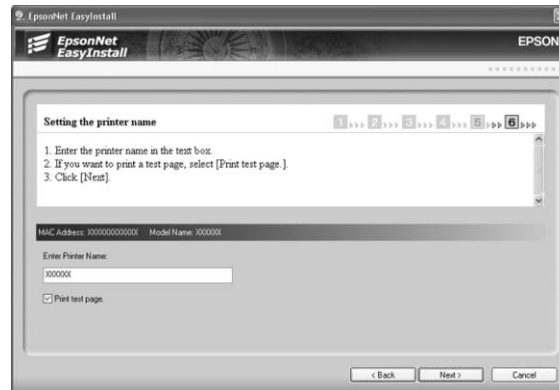 EpsonNet EasyInstall
EpsonNet
EasyInstall
EPSON
Setting the printer name
1 2 3 4 5 6
1. Enter the printer name in the text box.
2. If you want to print a test page, select [Print test page.].
3. Click [Next].
MAC Address: XXXXXXXXXXXX Model Name: XXXXXX
Enter Printer Name:
XXXXXX
Print test page.
< Back
Next >
Cancel